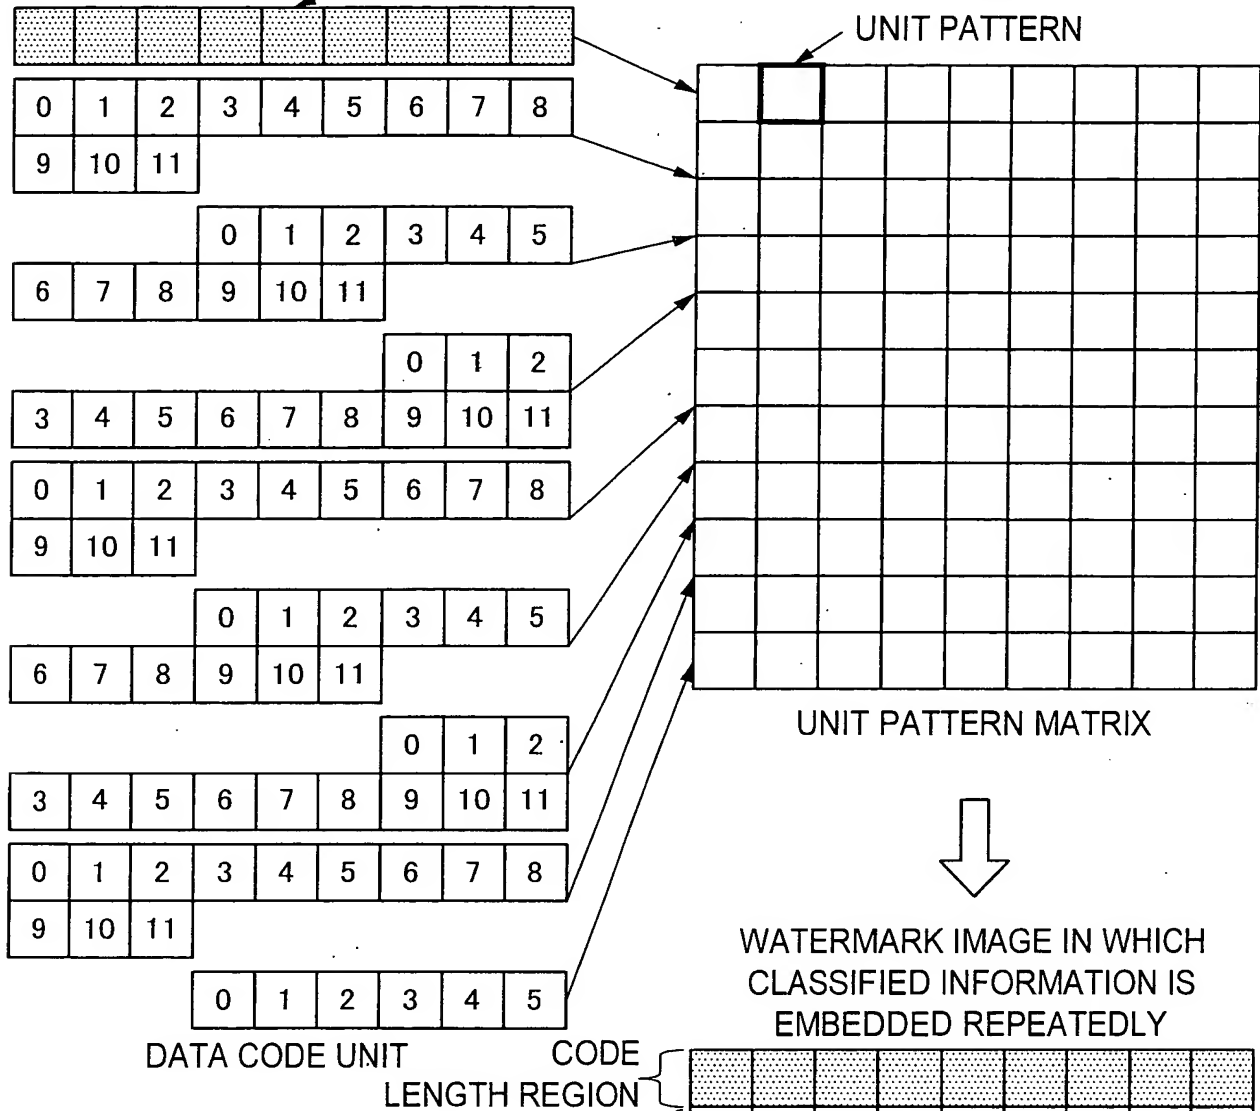 UNIT PATTERN
0 1 2 3 4 5 6 7 8
9 10 11
0 1 2 3 4 5
6 7 8 9 10 11
0 1 2
3 4 5 6 7 8 9 10 11
0 1 2 3 4 5 6 7 8
9 10 11
0 1 2 3 4 5
6 7 8 9 10 11
0 1 2
3 4 5 6 7 8 9 10 11
0 1 2 3 4 5 6 7 8
9 10 11
0 1 2 3 4 5
DATA CODE UNIT
UNIT PATTERN MATRIX
WATERMARK IMAGE IN WHICH
CLASSIFIED INFORMATION IS
EMBEDDED REPEATEDLY
CODE
LENGTH REGION